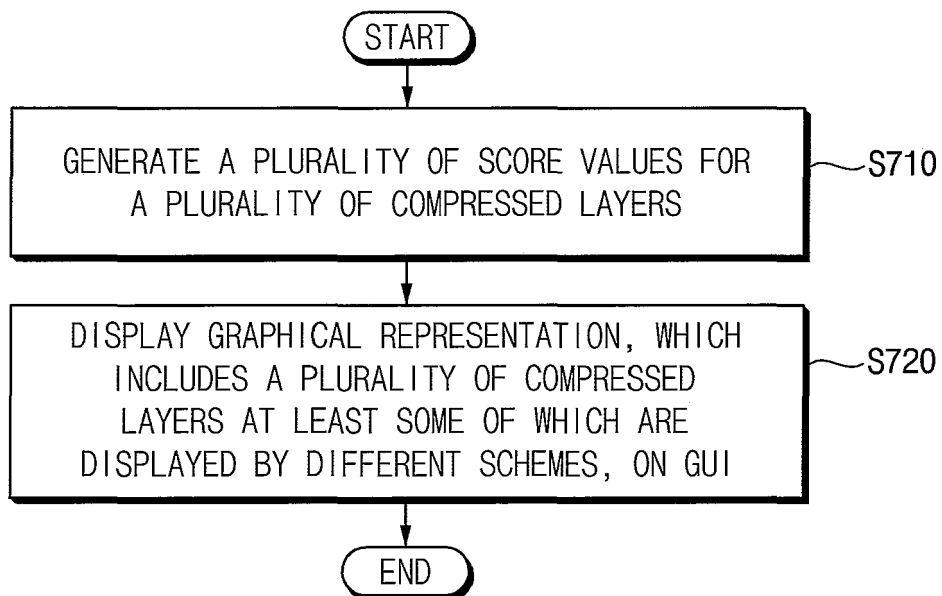 START
GENERATE A PLURALITY OF SCORE VALUES FOR
A PLURALITY OF COMPRESSED LAYERS
S710
DISPLAY GRAPHICAL REPRESENTATION, WHICH
INCLUDES A PLURALITY OF COMPRESSED
LAYERS AT LEAST SOME OF WHICH ARE
DISPLAYED BY DIFFERENT SCHEMES, ON GUI
S720
END